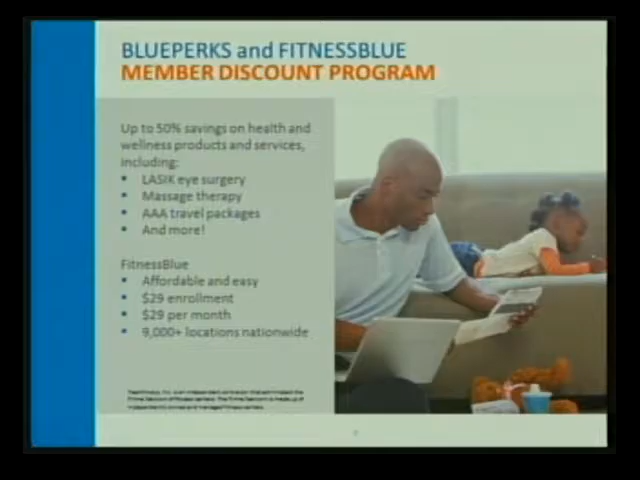 BLUEPERKS and FITNESSBLUE
MEMBER DISCOUNT PROGRAM
Up to 50% savings on health and
wellness products and services,
including:
▪ LASIK eye surgery
▪ Massage therapy
▪ AAA travel packages
▪ And more!
FitnessBlue
▪ Affordable and easy
▪ $29 enrollment
▪ $29 per month
▪ 9,000+ locations nationwide